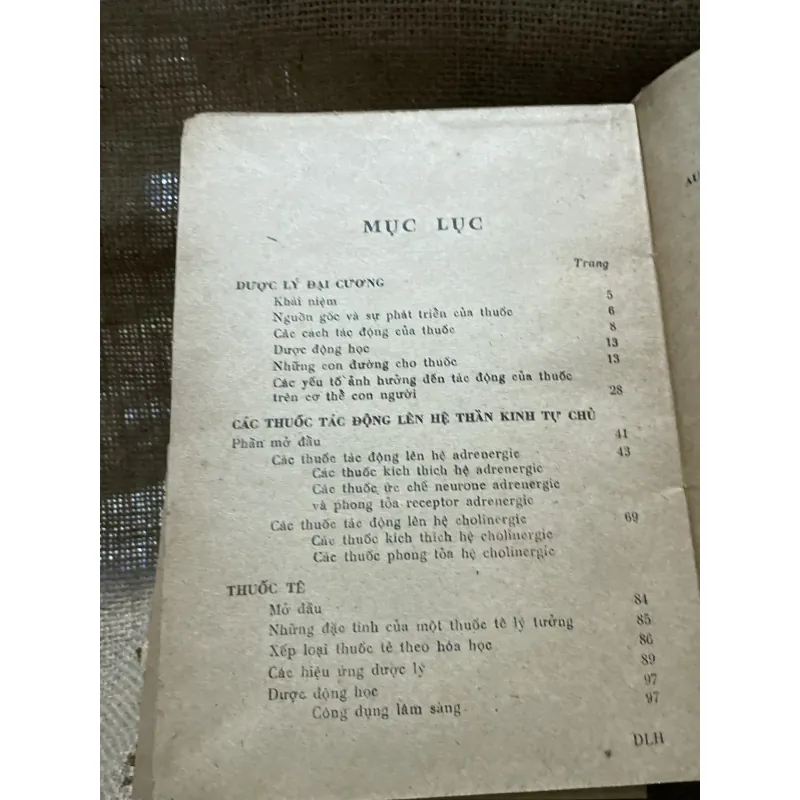 MỤC LỤC
Trang
DƯỢC LÝ ĐẠI CƯƠNG
Khái niệm 5
Nguồn gốc và sự phát triển của thuốc 6
Các cách tác động của thuốc 8
Dược động học 13
Những con đường cho thuốc 13
Các yếu tố ảnh hưởng đến tác động của thuốc
trên cơ thể con người 28
CÁC THUỐC TÁC ĐỘNG LÊN HỆ THẦN KINH TỰ CHỦ
Phần mở đầu 41
Các thuốc tác động lên hệ adrenergic 43
Các thuốc kích thích hệ adrenergic
Các thuốc ức chế neurone adrenergic
và phong tỏa receptor adrenergic
Các thuốc tác động lên hệ cholinergic 69
Các thuốc kích thích hệ cholinergic
Các thuốc phong tỏa hệ cholinergic
THUỐC TÊ
Mở đầu 84
Những đặc tính của một thuốc tê lý tưởng 85
Xếp loại thuốc tê theo hóa học 86
Các hiệu ứng dược lý 89
Dược động học 97
Công dụng lâm sàng 97
DLH